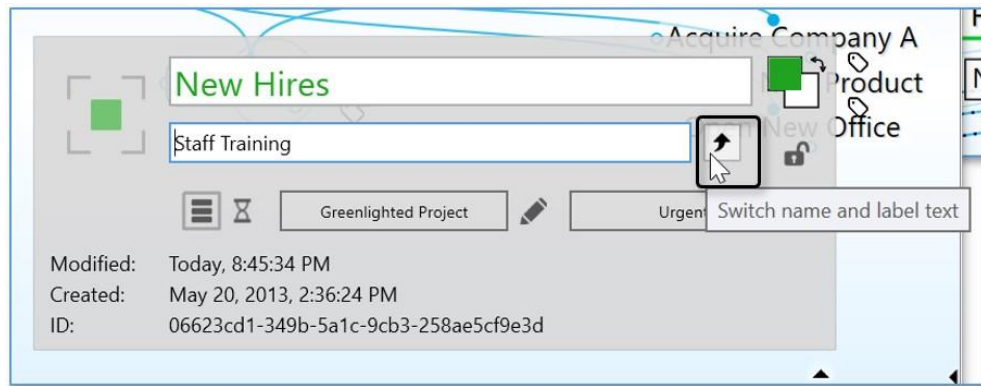 Acquire Company A
New Hires
Product
Staff Training
Open New Office
Greenlighted Project
Urgent
Switch name and label text
Modified: Today, 8:45:34 PM
Created: May 20, 2013, 2:36:24 PM
ID: 06623cd1-349b-5a1c-9cb3-258ae5cf9e3d